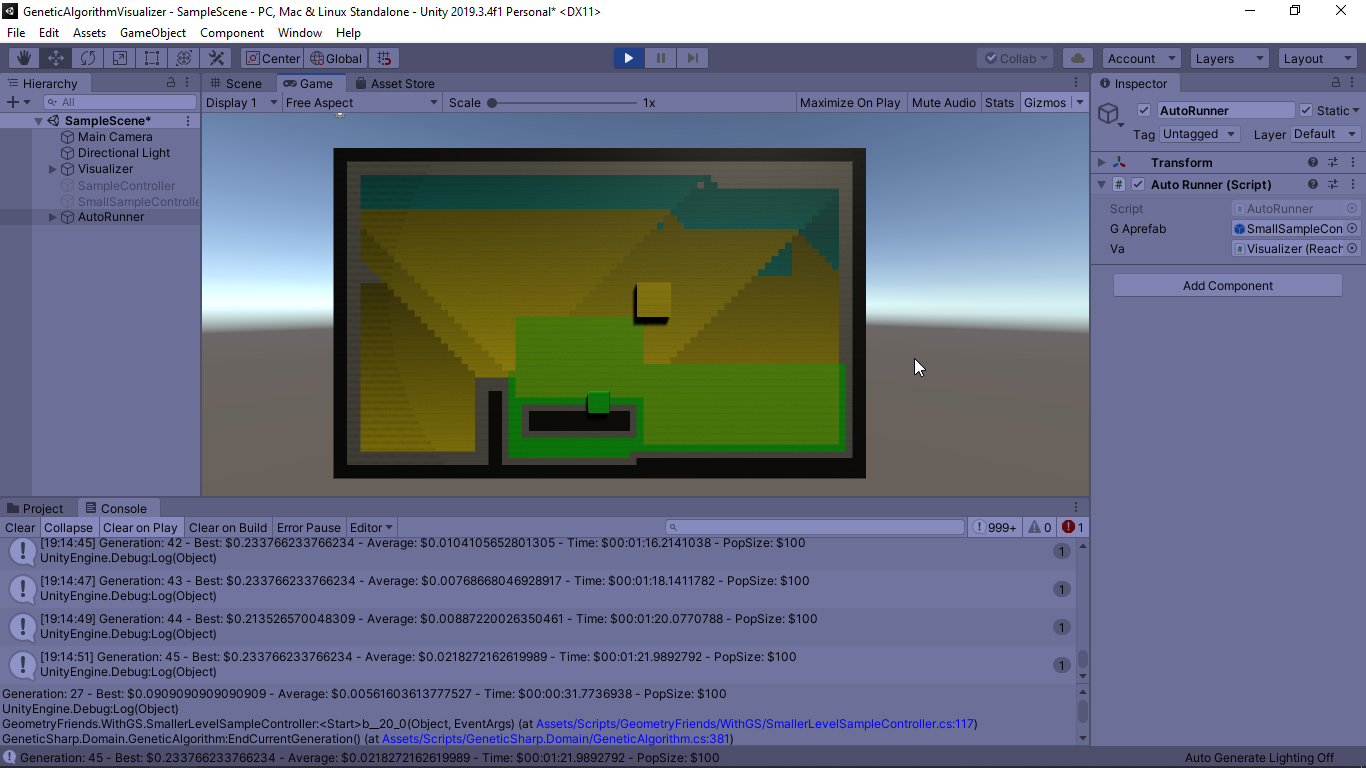 GeneticAlgorithmVisualizer - SampleScene - PC, Mac & Linux Standalone - Unity 2019.3.4f1 Personal* <DX11>
File Edit Assets GameObject Component Window Help
Center Global Collab Account Layers Layout
Hierarchy
All
SampleScene*
Main Camera
Directional Light
Visualizer
SampleController
SmallSampleControlle
AutoRunner
Scene Game Asset Store
Display 1 Free Aspect Scale 1x Maximize On Play Mute Audio Stats Gizmos
Inspector
AutoRunner Static
Tag Untagged Layer Default
Transform
Auto Runner (Script)
Script AutoRunner
G Aprefab SmallSampleCon
Va Visualizer (Reach
Add Component
Project Console
Clear Collapse Clear on Play Clear on Build Error Pause Editor 999+ 0 1
[19:14:45] Generation: 42 - Best: $0.233766233766234 - Average: $0.0104105652801305 - Time: $00:01:16.2141038 - PopSize: $100
UnityEngine.Debug:Log(Object)
1
[19:14:47] Generation: 43 - Best: $0.233766233766234 - Average: $0.00768668046928917 - Time: $00:01:18.1411782 - PopSize: $100
UnityEngine.Debug:Log(Object)
1
[19:14:49] Generation: 44 - Best: $0.213526570048309 - Average: $0.00887220026350461 - Time: $00:01:20.0770788 - PopSize: $100
UnityEngine.Debug:Log(Object)
1
[19:14:51] Generation: 45 - Best: $0.233766233766234 - Average: $0.0218272162619989 - Time: $00:01:21.9892792 - PopSize: $100
UnityEngine.Debug:Log(Object)
1
Generation: 27 - Best: $0.0909090909090909 - Average: $0.00561603613777527 - Time: $00:00:31.7736938 - PopSize: $100
UnityEngine.Debug:Log(Object)
GeometryFriends.WithGS.SmallerLevelSampleController:<Start>b__20_0(Object, EventArgs) (at Assets/Scripts/GeometryFriends/WithGS/SmallerLevelSampleController.cs:117)
GeneticSharp.Domain.GeneticAlgorithm:EndCurrentGeneration() (at Assets/Scripts/GeneticSharp.Domain/GeneticAlgorithm.cs:381)
Generation: 45 - Best: $0.233766233766234 - Average: $0.0218272162619989 - Time: $00:01:21.9892792 - PopSize: $100
Auto Generate Lighting Off